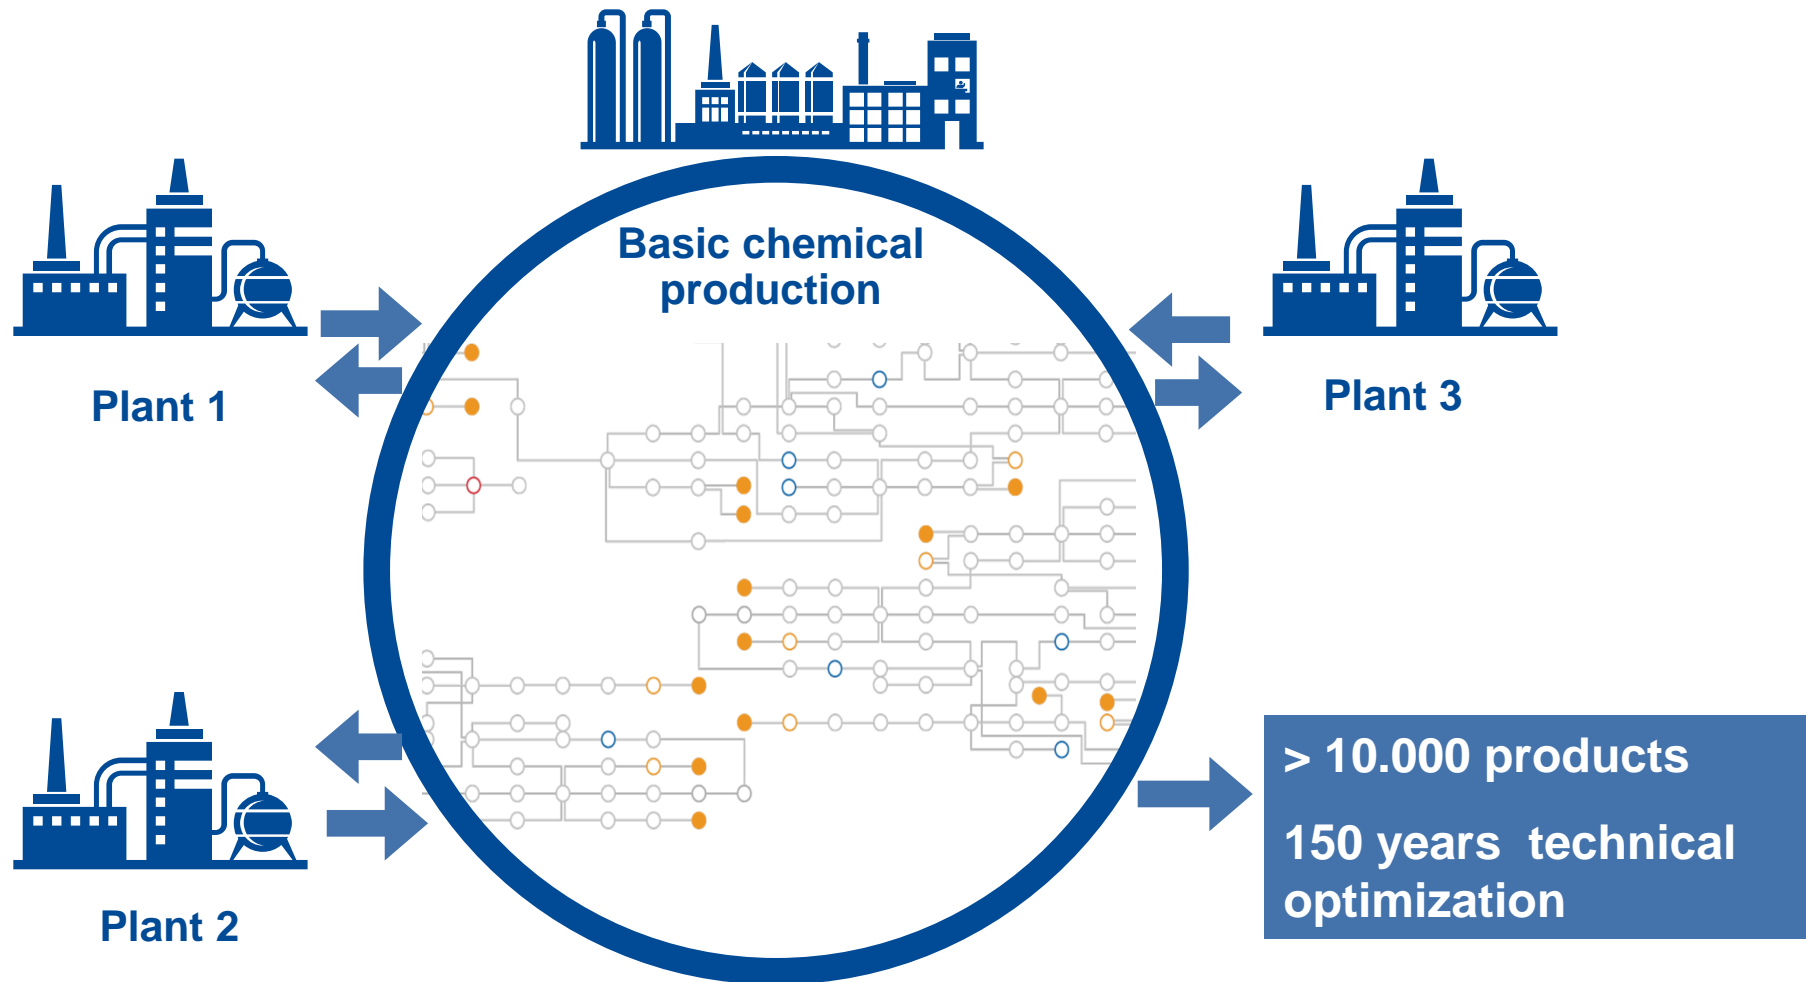 Basic chemical
production
Plant 1
Plant 3
Plant 2
> 10.000 products
150 years  technical
optimization